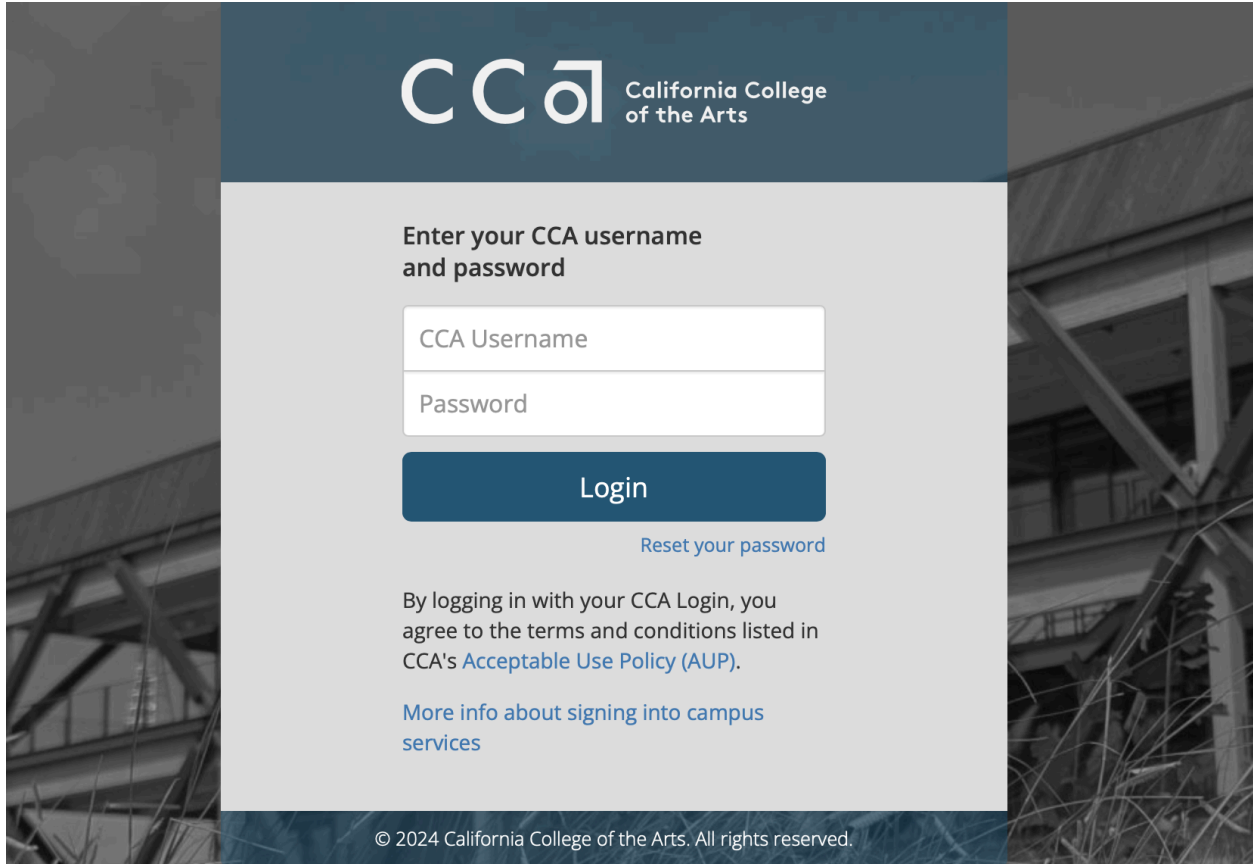 CCa
California College
of the Arts
Enter your CCA username
and password
CCA Username
Password
Login
Reset your password
By logging in with your CCA Login, you
agree to the terms and conditions listed in
CCA's Acceptable Use Policy (AUP).
More info about signing into campus
services
© 2024 California College of the Arts. All rights reserved.